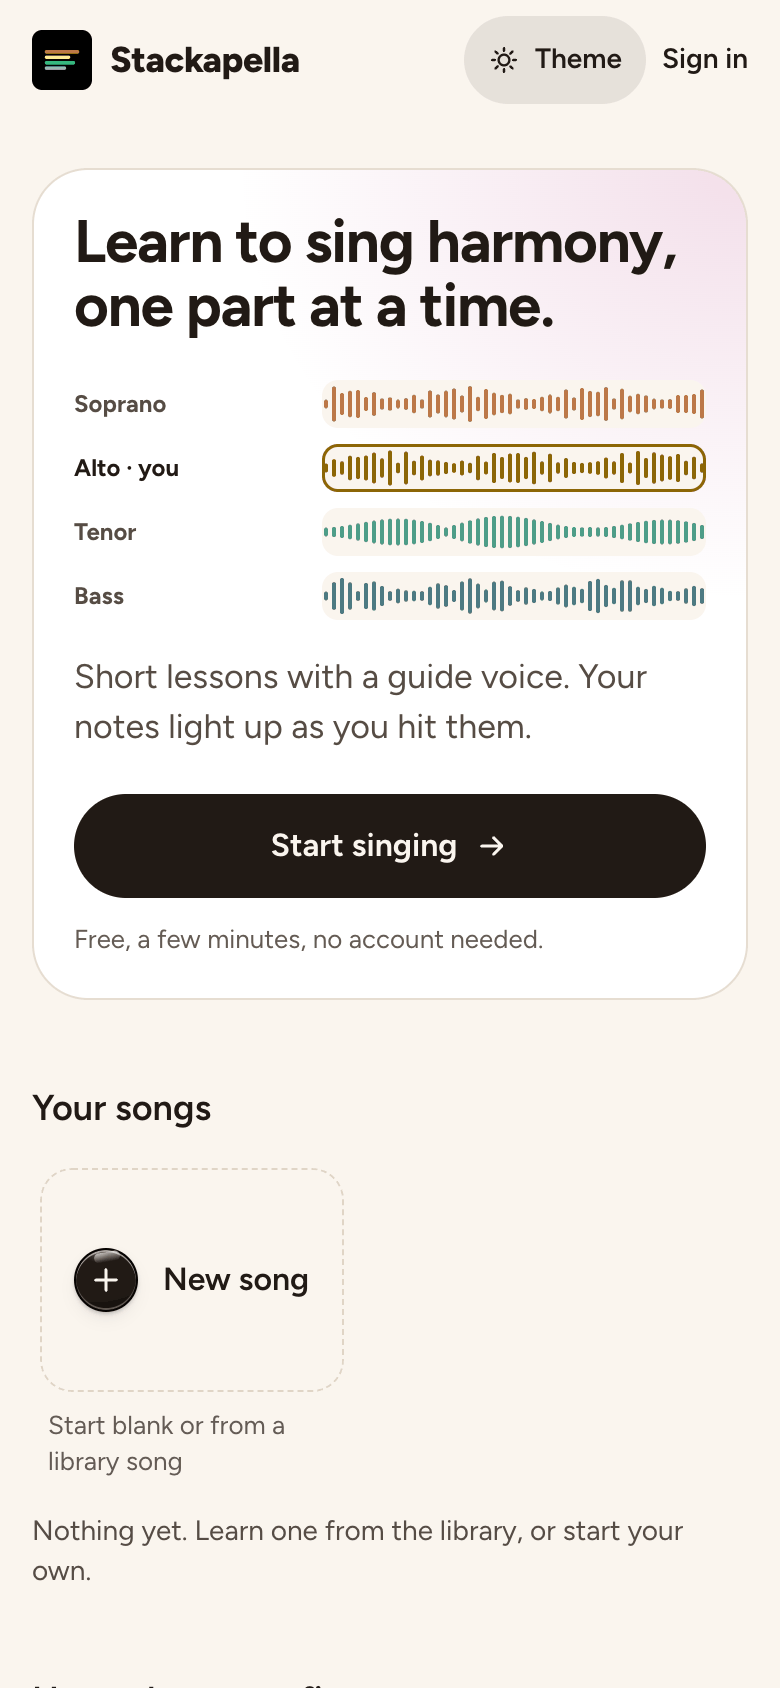 Stackapella
Theme
Sign in
Learn to sing harmony,
one part at a time.
Soprano
Alto · you
Tenor
Bass
Short lessons with a guide voice. Your
notes light up as you hit them.
Start singing →
Free, a few minutes, no account needed.
Your songs
New song
Start blank or from a
library song
Nothing yet. Learn one from the library, or start your
own.